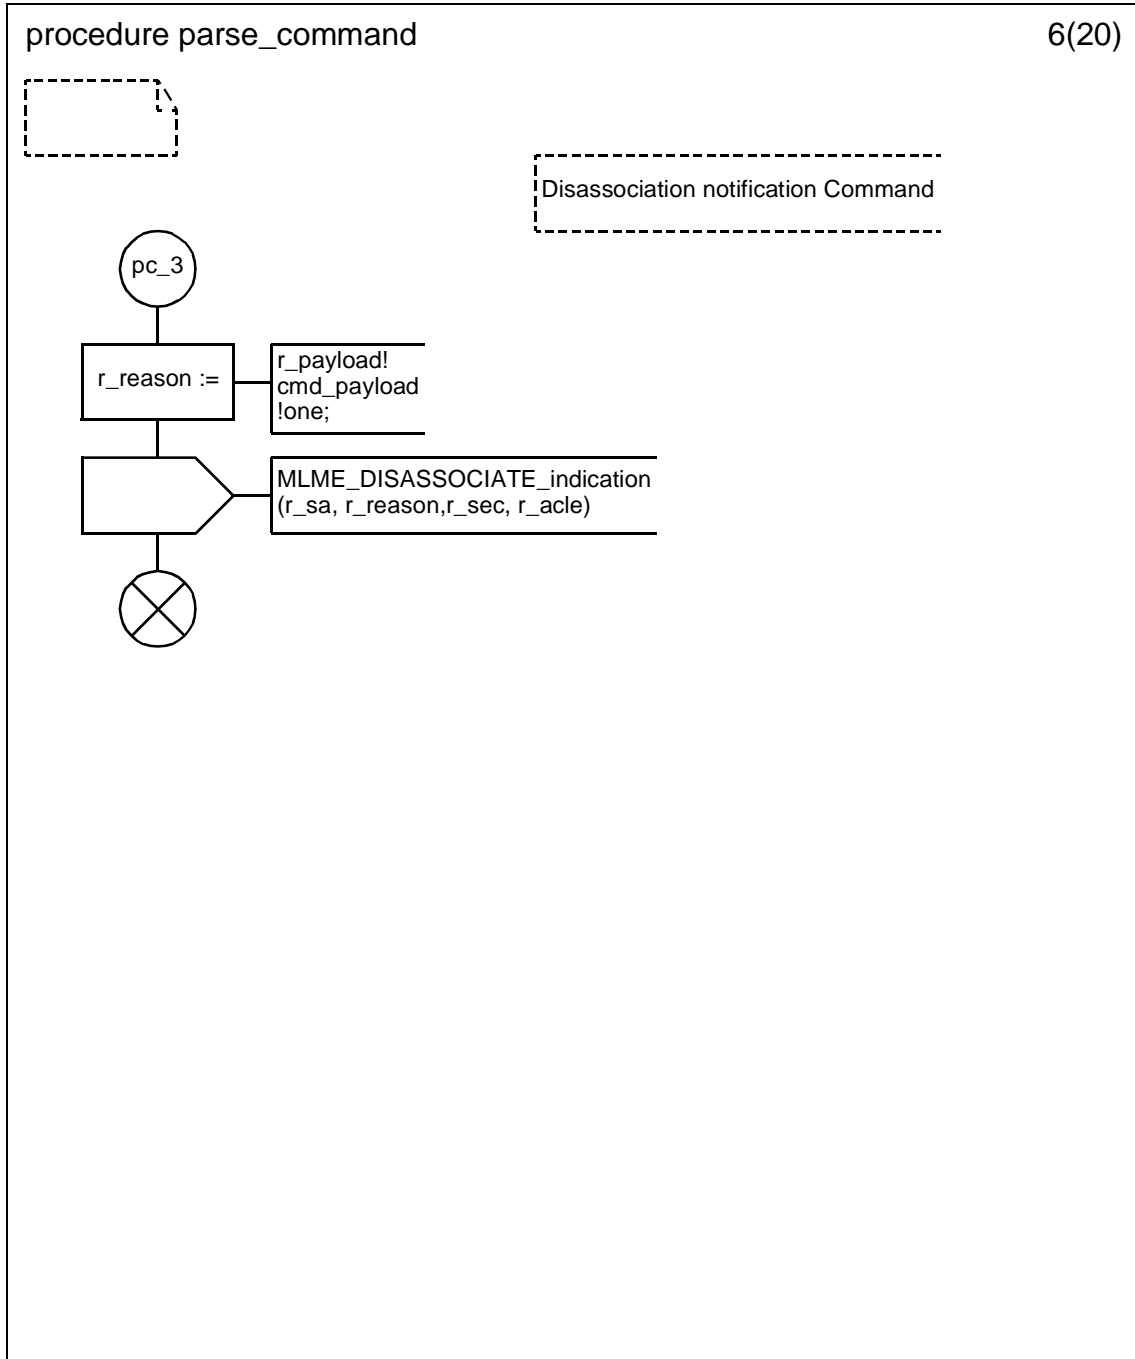 procedure parse_command
6(20)
Disassociation notification Command
pc_3
r_reason :=
r_payload!
cmd_payload
!one;
MLME_DISASSOCIATE_indication
(r_sa, r_reason,r_sec, r_acle)